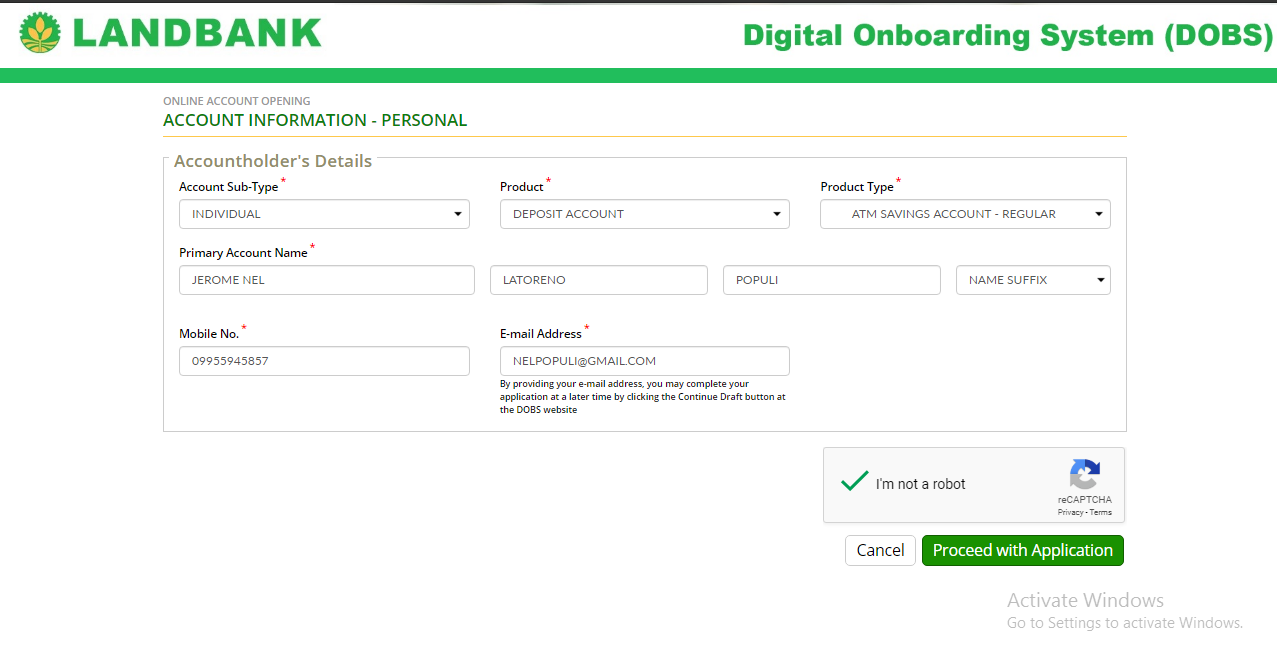 LANDBANK
Digital Onboarding System (DOBS)
ONLINE ACCOUNT OPENING
ACCOUNT INFORMATION - PERSONAL
Accountholder's Details
Account Sub-Type * Product * Product Type *
INDIVIDUAL DEPOSIT ACCOUNT ATM SAVINGS ACCOUNT - REGULAR
Primary Account Name *
JEROME NEL LATORENO POPULI NAME SUFFIX
Mobile No. * E-mail Address *
09955945857 NELPOPULI@GMAIL.COM
By providing your e-mail address, you may complete your
application at a later time by clicking the Continue Draft button at
the DOBS website
I'm not a robot
reCAPTCHA
Privacy - Terms
Cancel Proceed with Application
Activate Windows
Go to Settings to activate Windows.